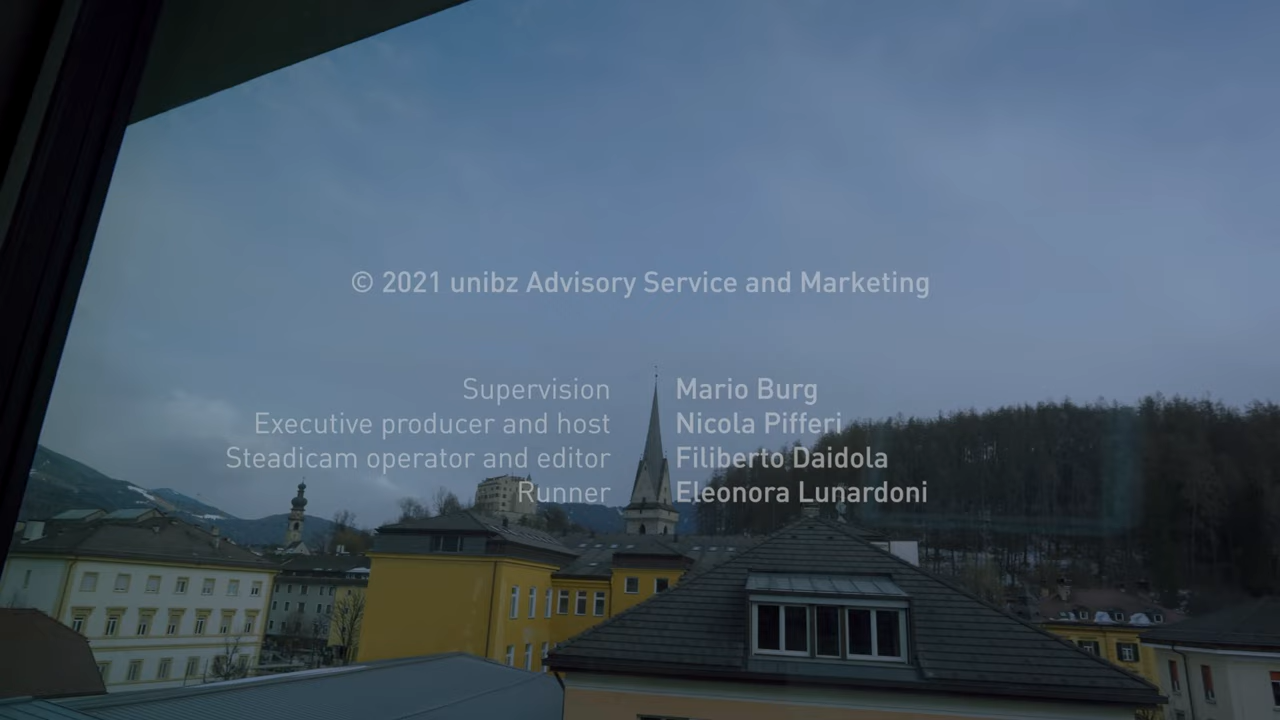 © 2021 unibz Advisory Service and Marketing
Supervision Mario Burg
Executive producer and host Nicola Pifferi
Steadicam operator and editor Filiberto Daidola
Runner Eleonora Lunardoni